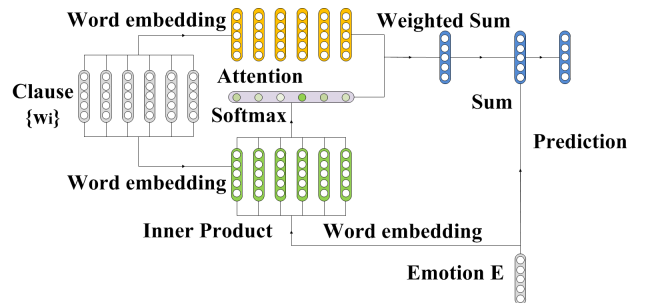 Word embedding
Weighted Sum
Attention
Clause
{wi}
Softmax
Sum
Prediction
Word embedding
Inner Product
Word embedding
Emotion E